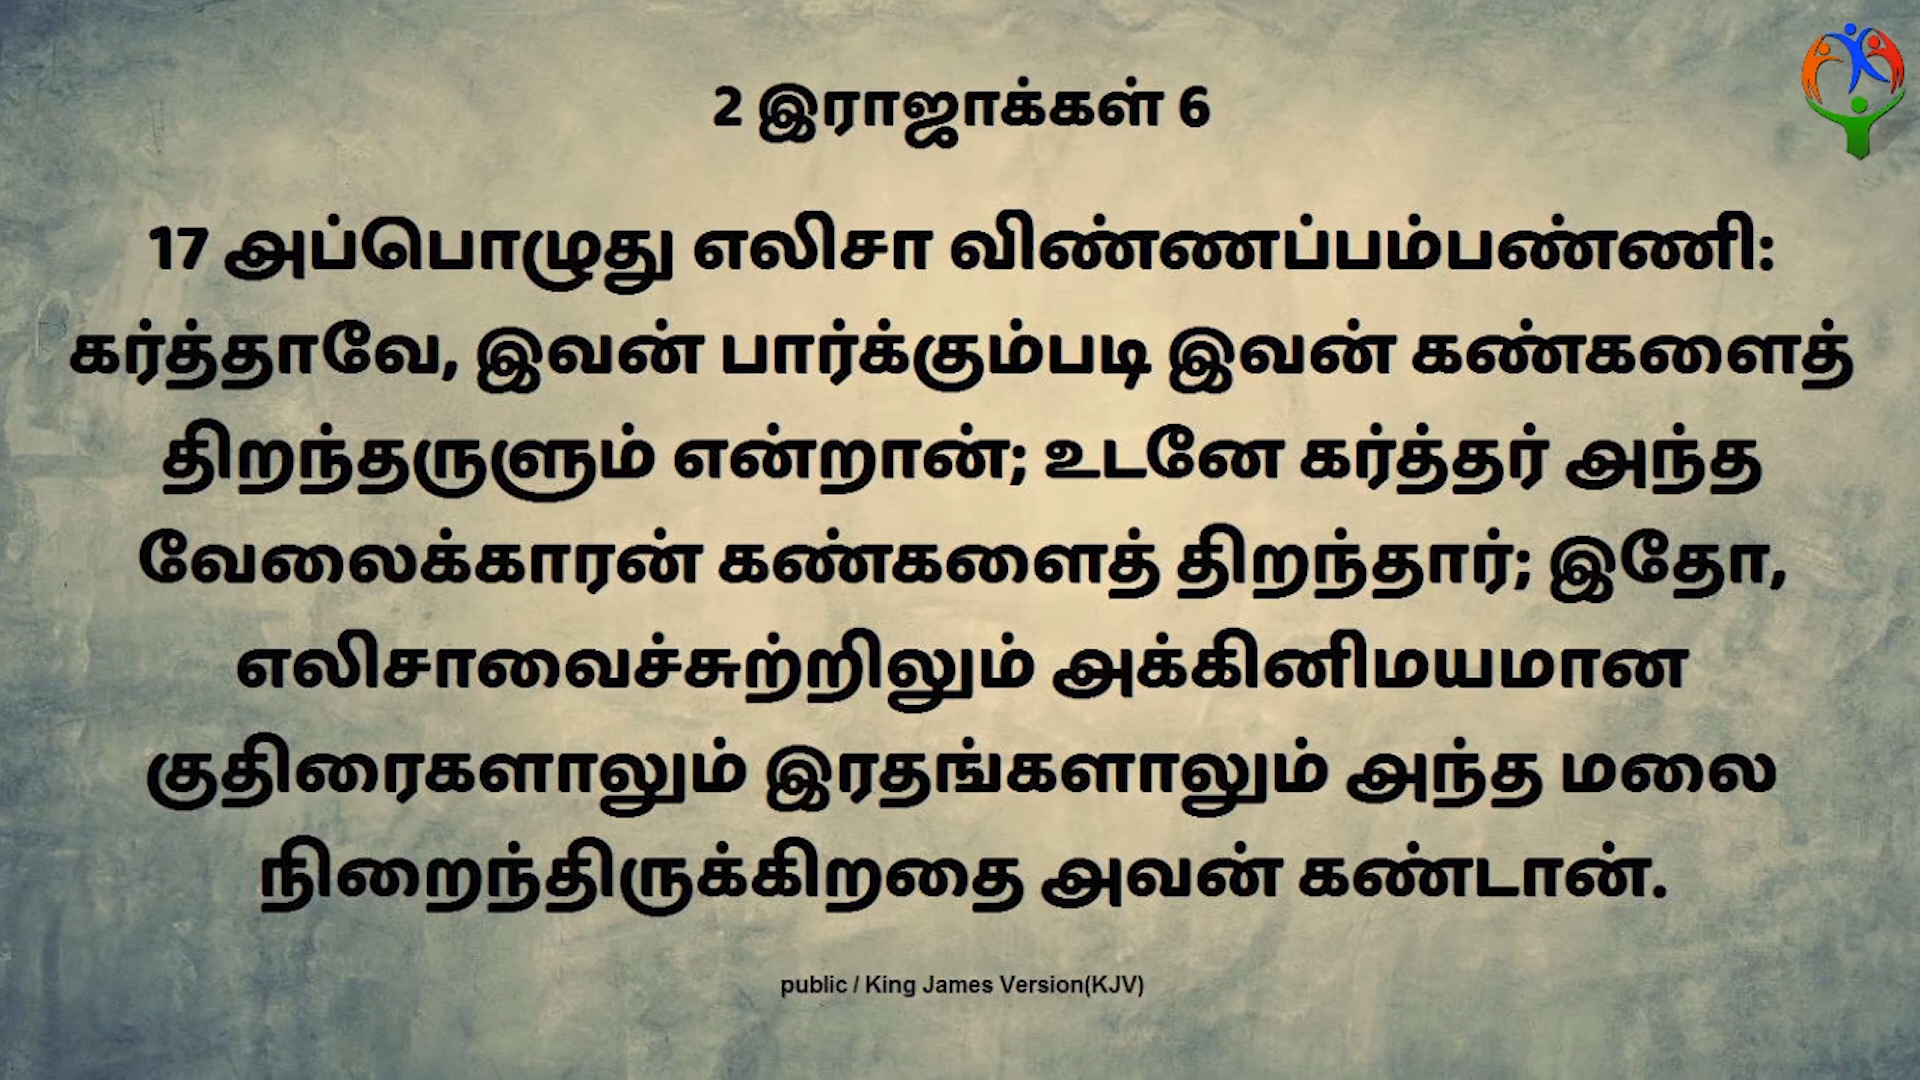 2 இராஜாக்கள் 6
17 அப்பொழுது எலிசா விண்ணப்பம்பண்ணி:
கர்த்தாவே, இவன் பார்க்கும்படி இவன் கண்களைத்
திறந்தருளும் என்றான்; உடனே கர்த்தர் அந்த
வேலைக்காரன் கண்களைத் திறந்தார்; இதோ,
எலிசாவைச்சுற்றிலும் அக்கினிமயமான
குதிரைகளாலும் இரதங்களாலும் அந்த மலை
நிறைந்திருக்கிறதை அவன் கண்டான்.
public / King James Version(KJV)